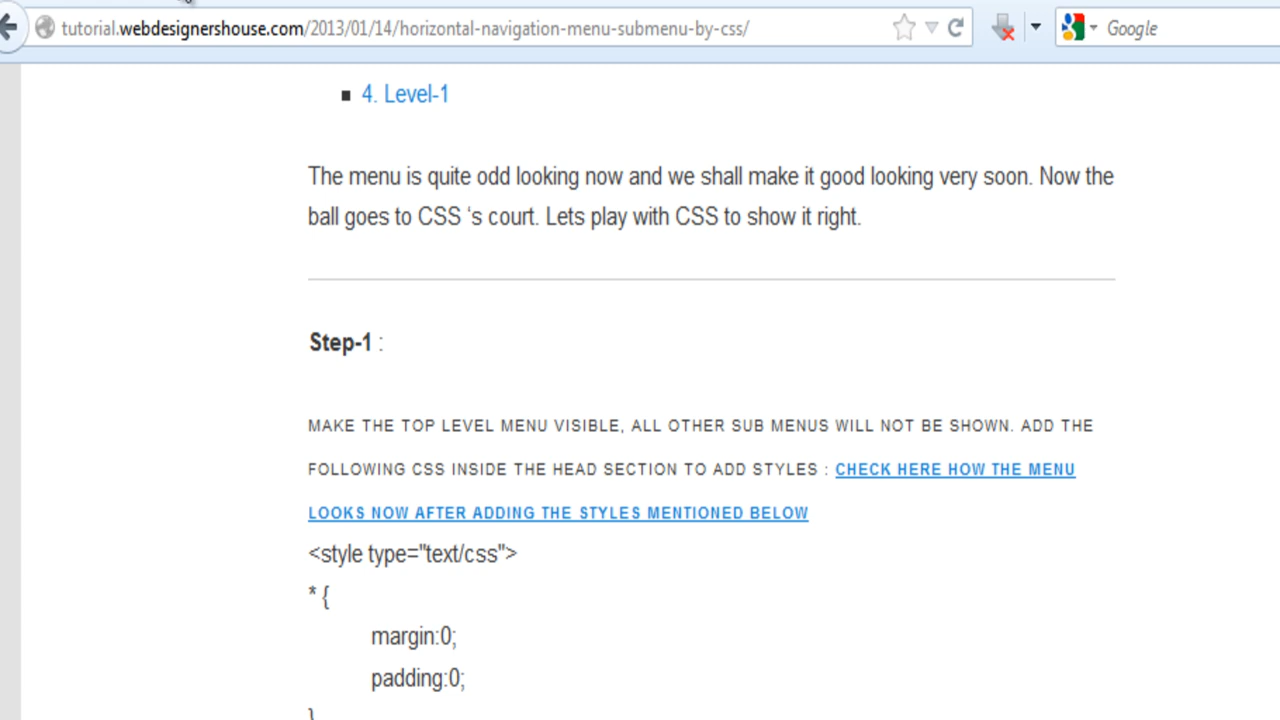 tutorial.webdesignershouse.com/2013/01/14/horizontal-navigation-menu-submenu-by-css/
Google
4. Level-1
The menu is quite odd looking now and we shall make it good looking very soon. Now the
ball goes to CSS ‘s court. Lets play with CSS to show it right.
Step-1 :
MAKE THE TOP LEVEL MENU VISIBLE, ALL OTHER SUB MENUS WILL NOT BE SHOWN. ADD THE
FOLLOWING CSS INSIDE THE HEAD SECTION TO ADD STYLES : CHECK HERE HOW THE MENU
LOOKS NOW AFTER ADDING THE STYLES MENTIONED BELOW
<style type="text/css">
* {
margin:0;
padding:0;
}